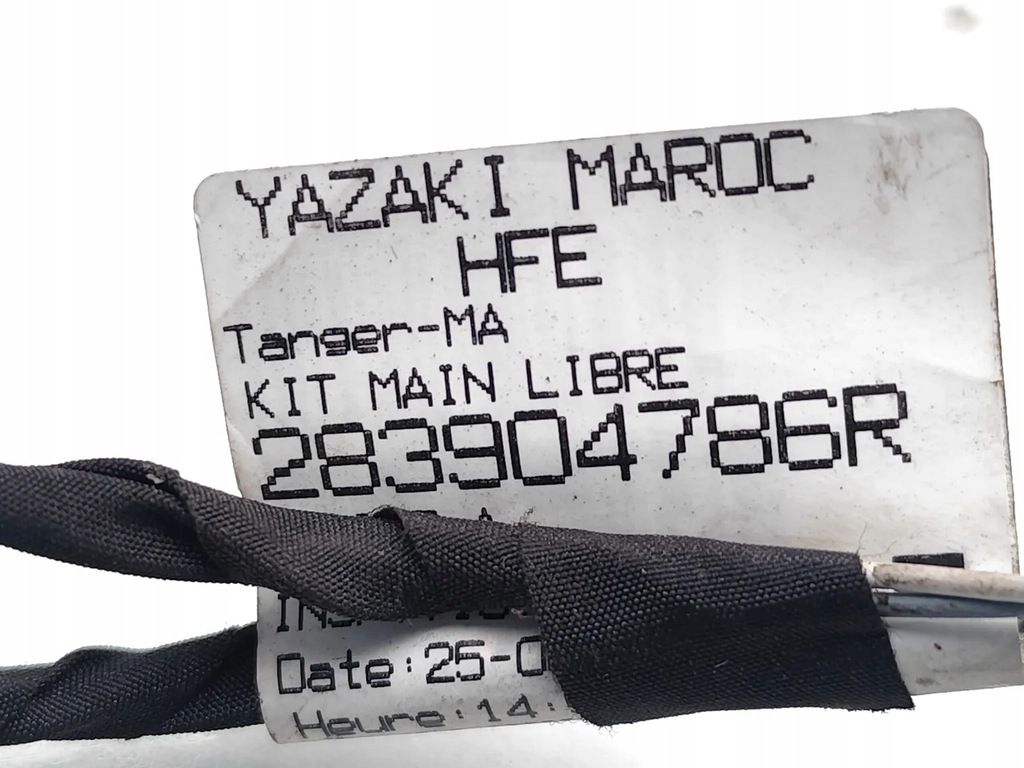 YAZAKI MAROC
HFE
Tanger-MA
KIT MAIN LIBRE
283904786R
Date:25-0
Heure:14: